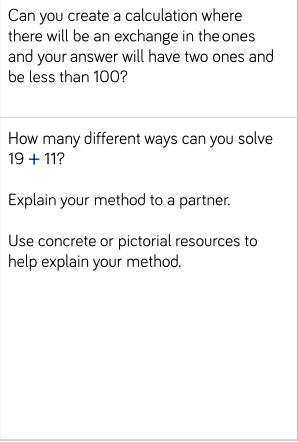 Can you create a calculation where
there will be an exchange in the ones
and your answer will have two ones and
be less than 100?
How many different ways can you solve
19 + 11?
Explain your method to a partner.
Use concrete or pictorial resources to
help explain your method.